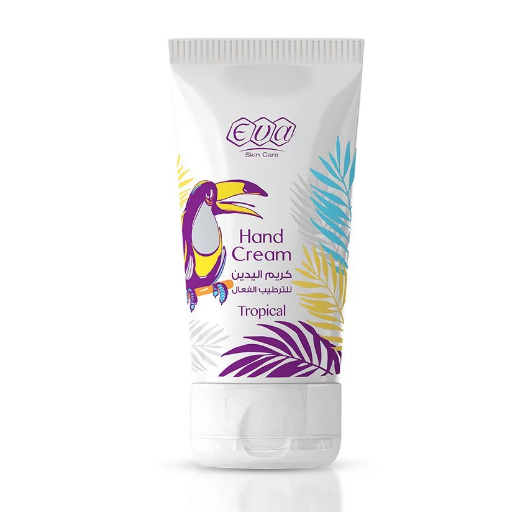 Eva
Skin Care
Hand
Cream
كريم اليدين
للترطيب الفعال
Tropical